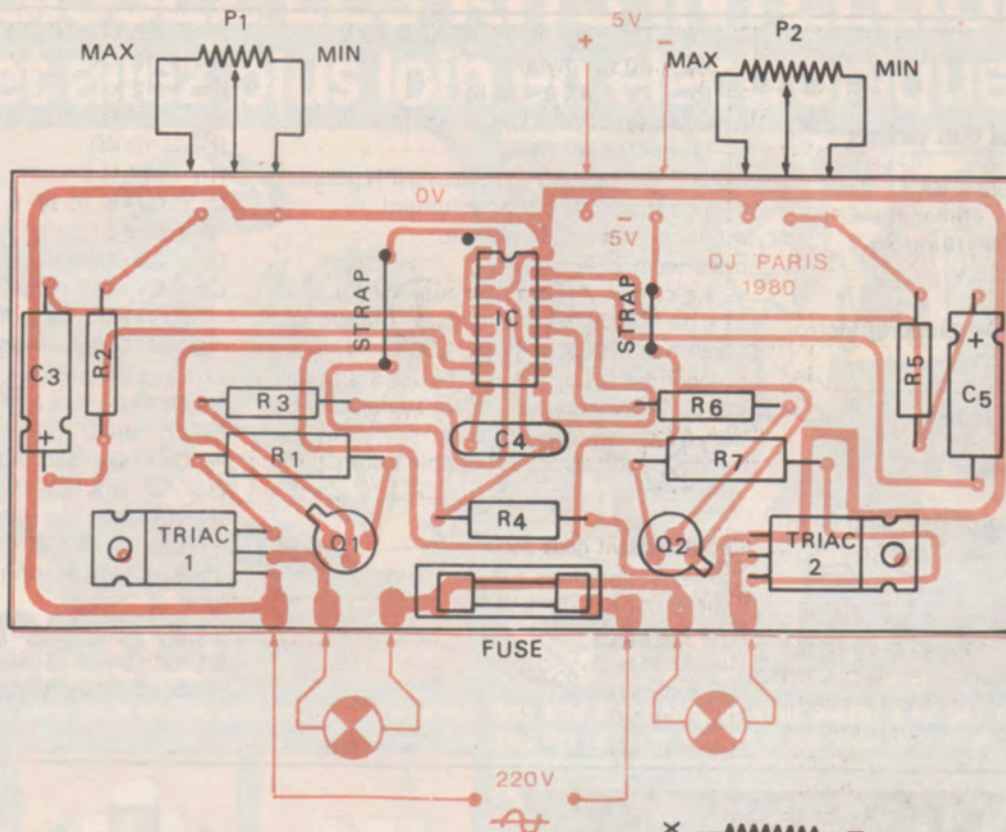 P1
5V
P2
MAX
MIN
+
−
MAX
MIN
0V
−
5V
DJ PARIS
1980
STRAP
IC
STRAP
C3
+
R2
R3
R1
C4
R6
R7
R5
+
C5
R4
TRIAC
1
Q1
Q2
TRIAC
2
FUSE
220V